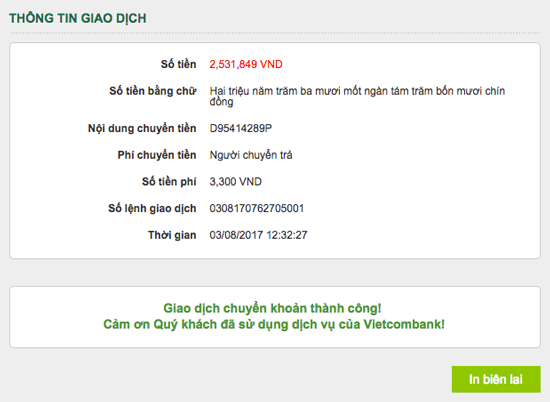 THÔNG TIN GIAO DỊCH
Số tiền 2,531,849 VND
Số tiền bằng chữ Hai triệu năm trăm ba mươi mốt ngàn tám trăm bốn mươi chín
đồng
Nội dung chuyển tiền D95414289P
Phí chuyển tiền Người chuyển trả
Số tiền phí 3,300 VND
Số lệnh giao dịch 0308170762705001
Thời gian 03/08/2017 12:32:27
Giao dịch chuyển khoản thành công!
Cảm ơn Quý khách đã sử dụng dịch vụ của Vietcombank!
In biên lai